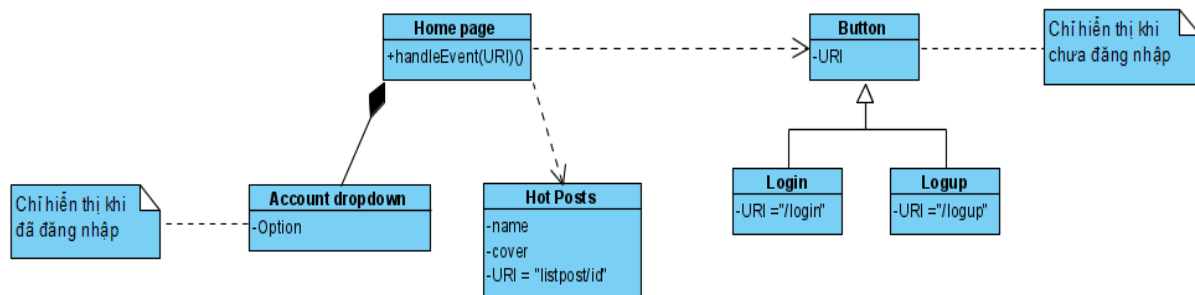 Home page
+handleEvent(URI)()
Button
-URI
Chỉ hiển thị khi
chưa đăng nhập
Chỉ hiển thị khi
đã đăng nhập
Account dropdown
-Option
Hot Posts
-name
-cover
-URI = "listpost/id"
Login
-URI ="/login"
Logup
-URI ="/logup"